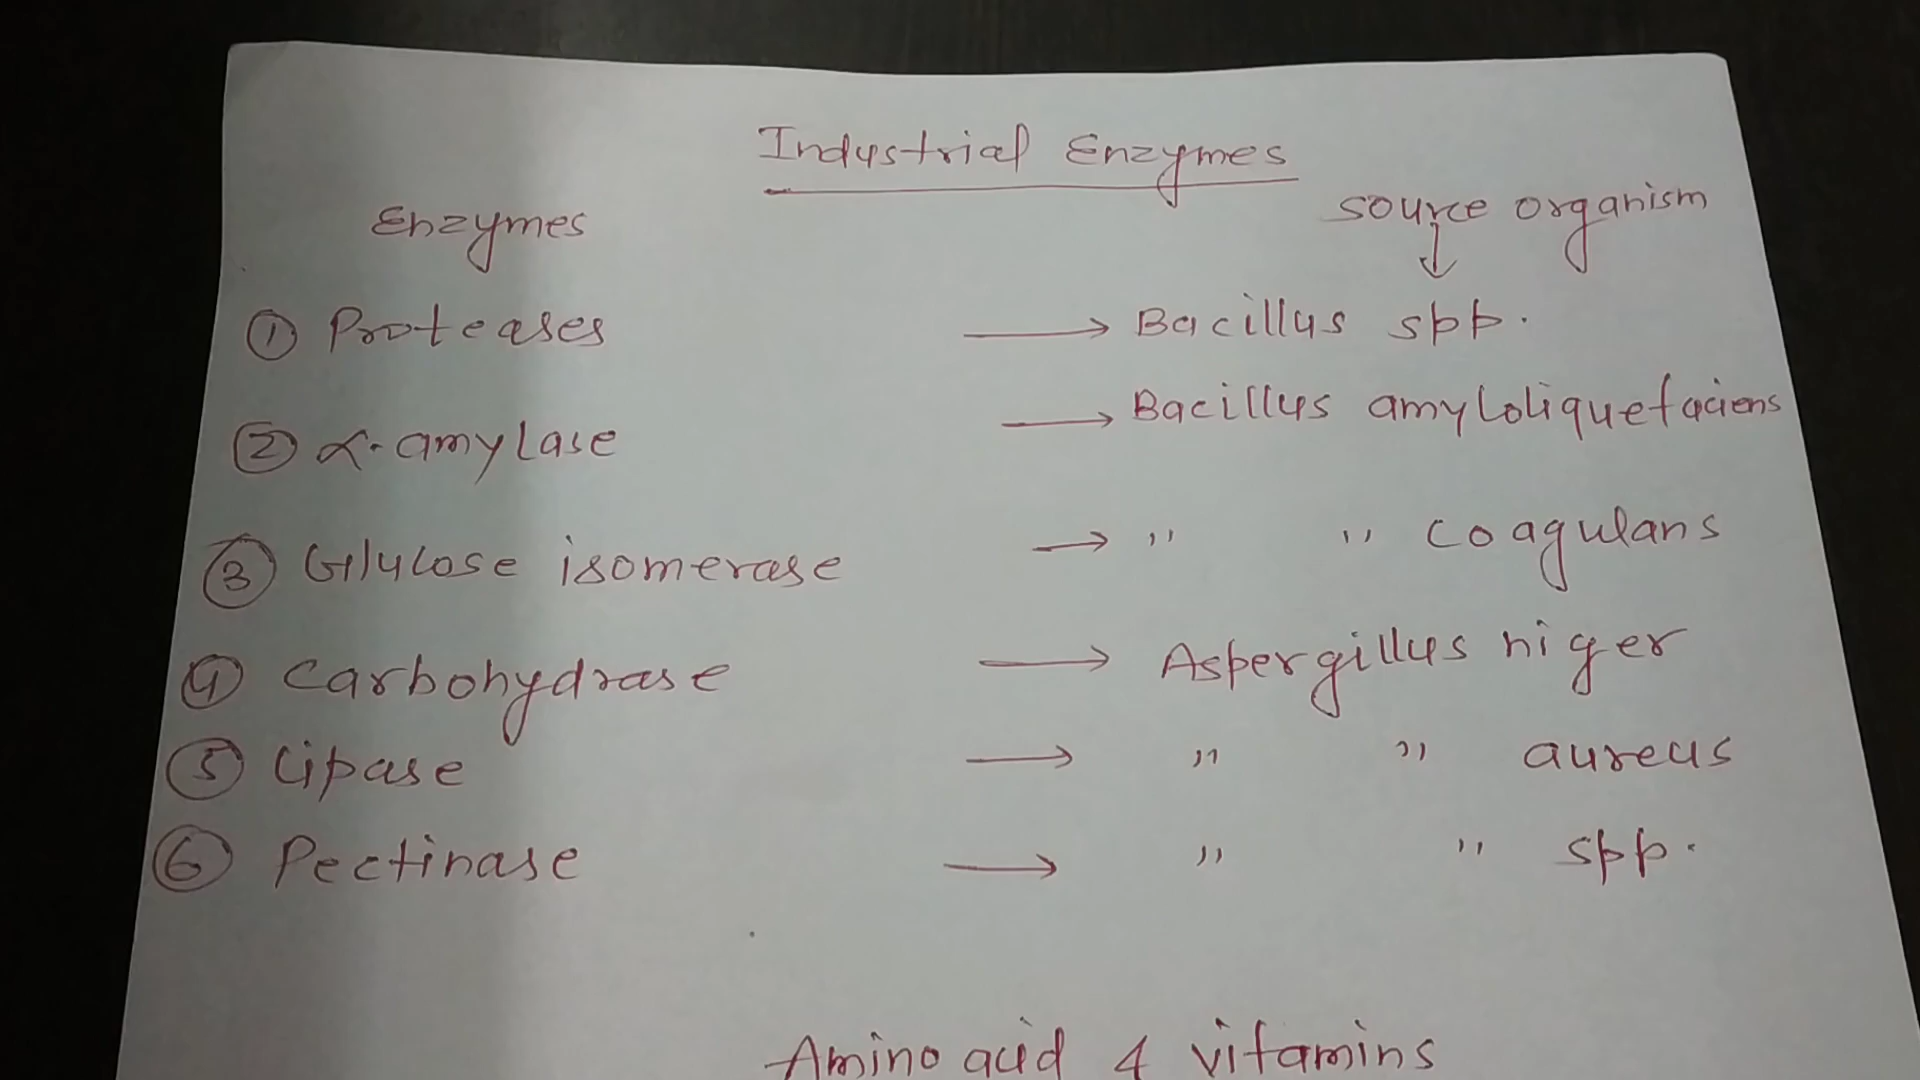 Industrial Enzymes
Enzymes source organism
↓
① Proteases → Bacillus spp.
② α-amylase → Bacillus amyloliquefaciens
③ Glucose isomerase → " " coagulans
④ Carbohydrase → Aspergillus niger
⑤ Lipase → " " aureus
⑥ Pectinase → " " spp.
Amino acid & vitamins